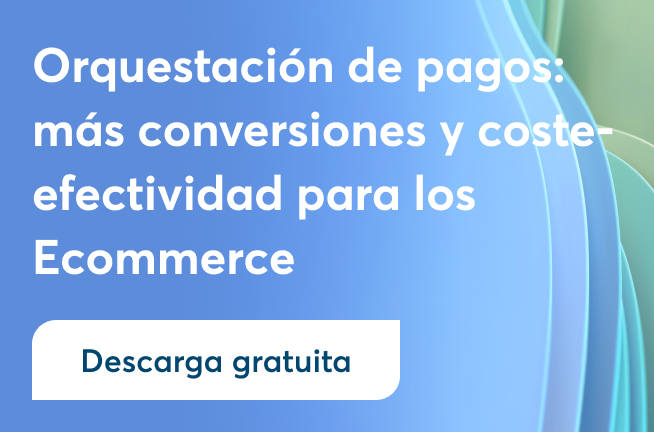 Orquestación de pagos:
más conversiones y coste-
efectividad para los
Ecommerce
Descarga gratuita